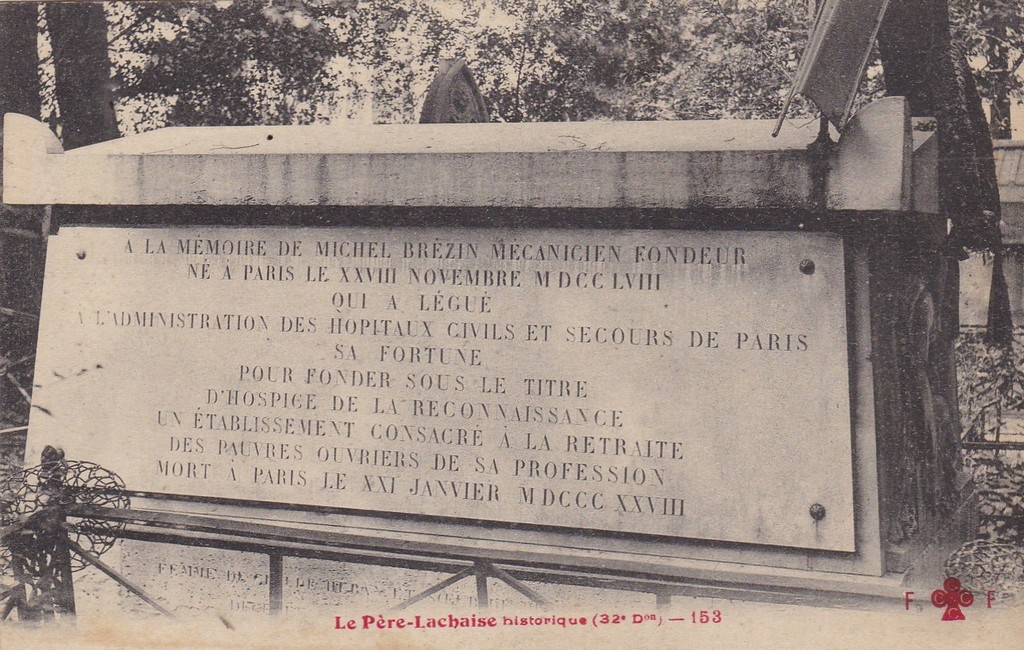 A LA MÉMOIRE DE MICHEL BRÉZIN MÉCANICIEN FONDEUR
NÉ À PARIS LE XXVIII NOVEMBRE MDCCLVIII
QUI A LÉGUÉ
A L'ADMINISTRATION DES HOPITAUX CIVILS ET SECOURS DE PARIS
SA FORTUNE
POUR FONDER SOUS LE TITRE
D'HOSPICE DE LA RECONNAISSANCE
UN ÉTABLISSEMENT CONSACRÉ À LA RETRAITE
DES PAUVRES OUVRIERS DE SA PROFESSION
MORT À PARIS LE XXI JANVIER MDCCCXXVIII
FEMME DE
Le Père-Lachaise historique (32e Don) — 153
F C C C F